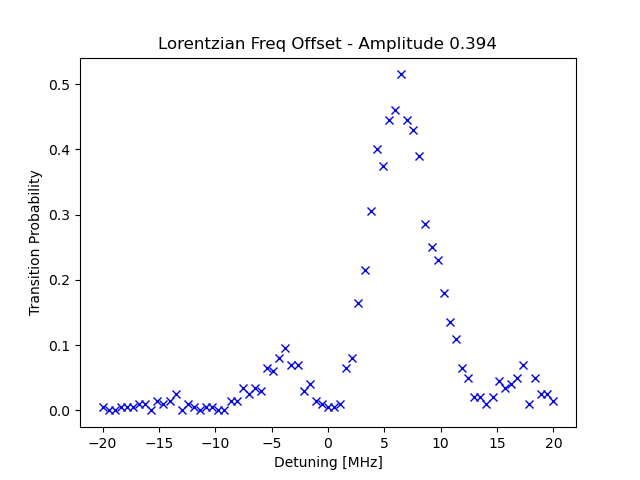 Lorentzian Freq Offset - Amplitude 0.394
Transition Probability
0.5
0.4
0.3
0.2
0.1
0.0
−20 −15 −10 −5 0 5 10 15 20
Detuning [MHz]